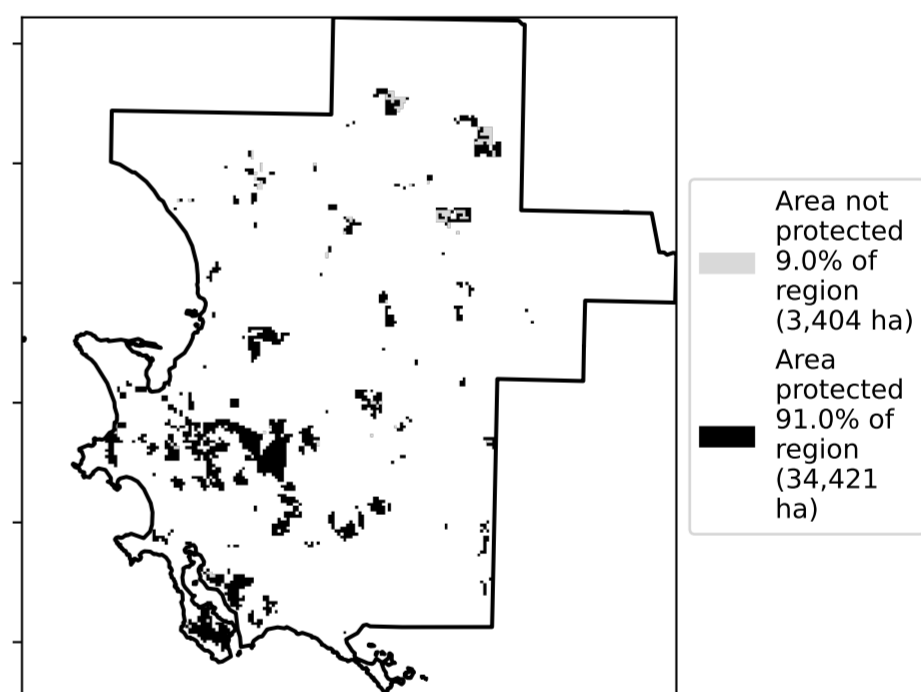 Area not
protected
9.0% of
region
(3,404 ha)
Area
protected
91.0% of
region
(34,421
ha)